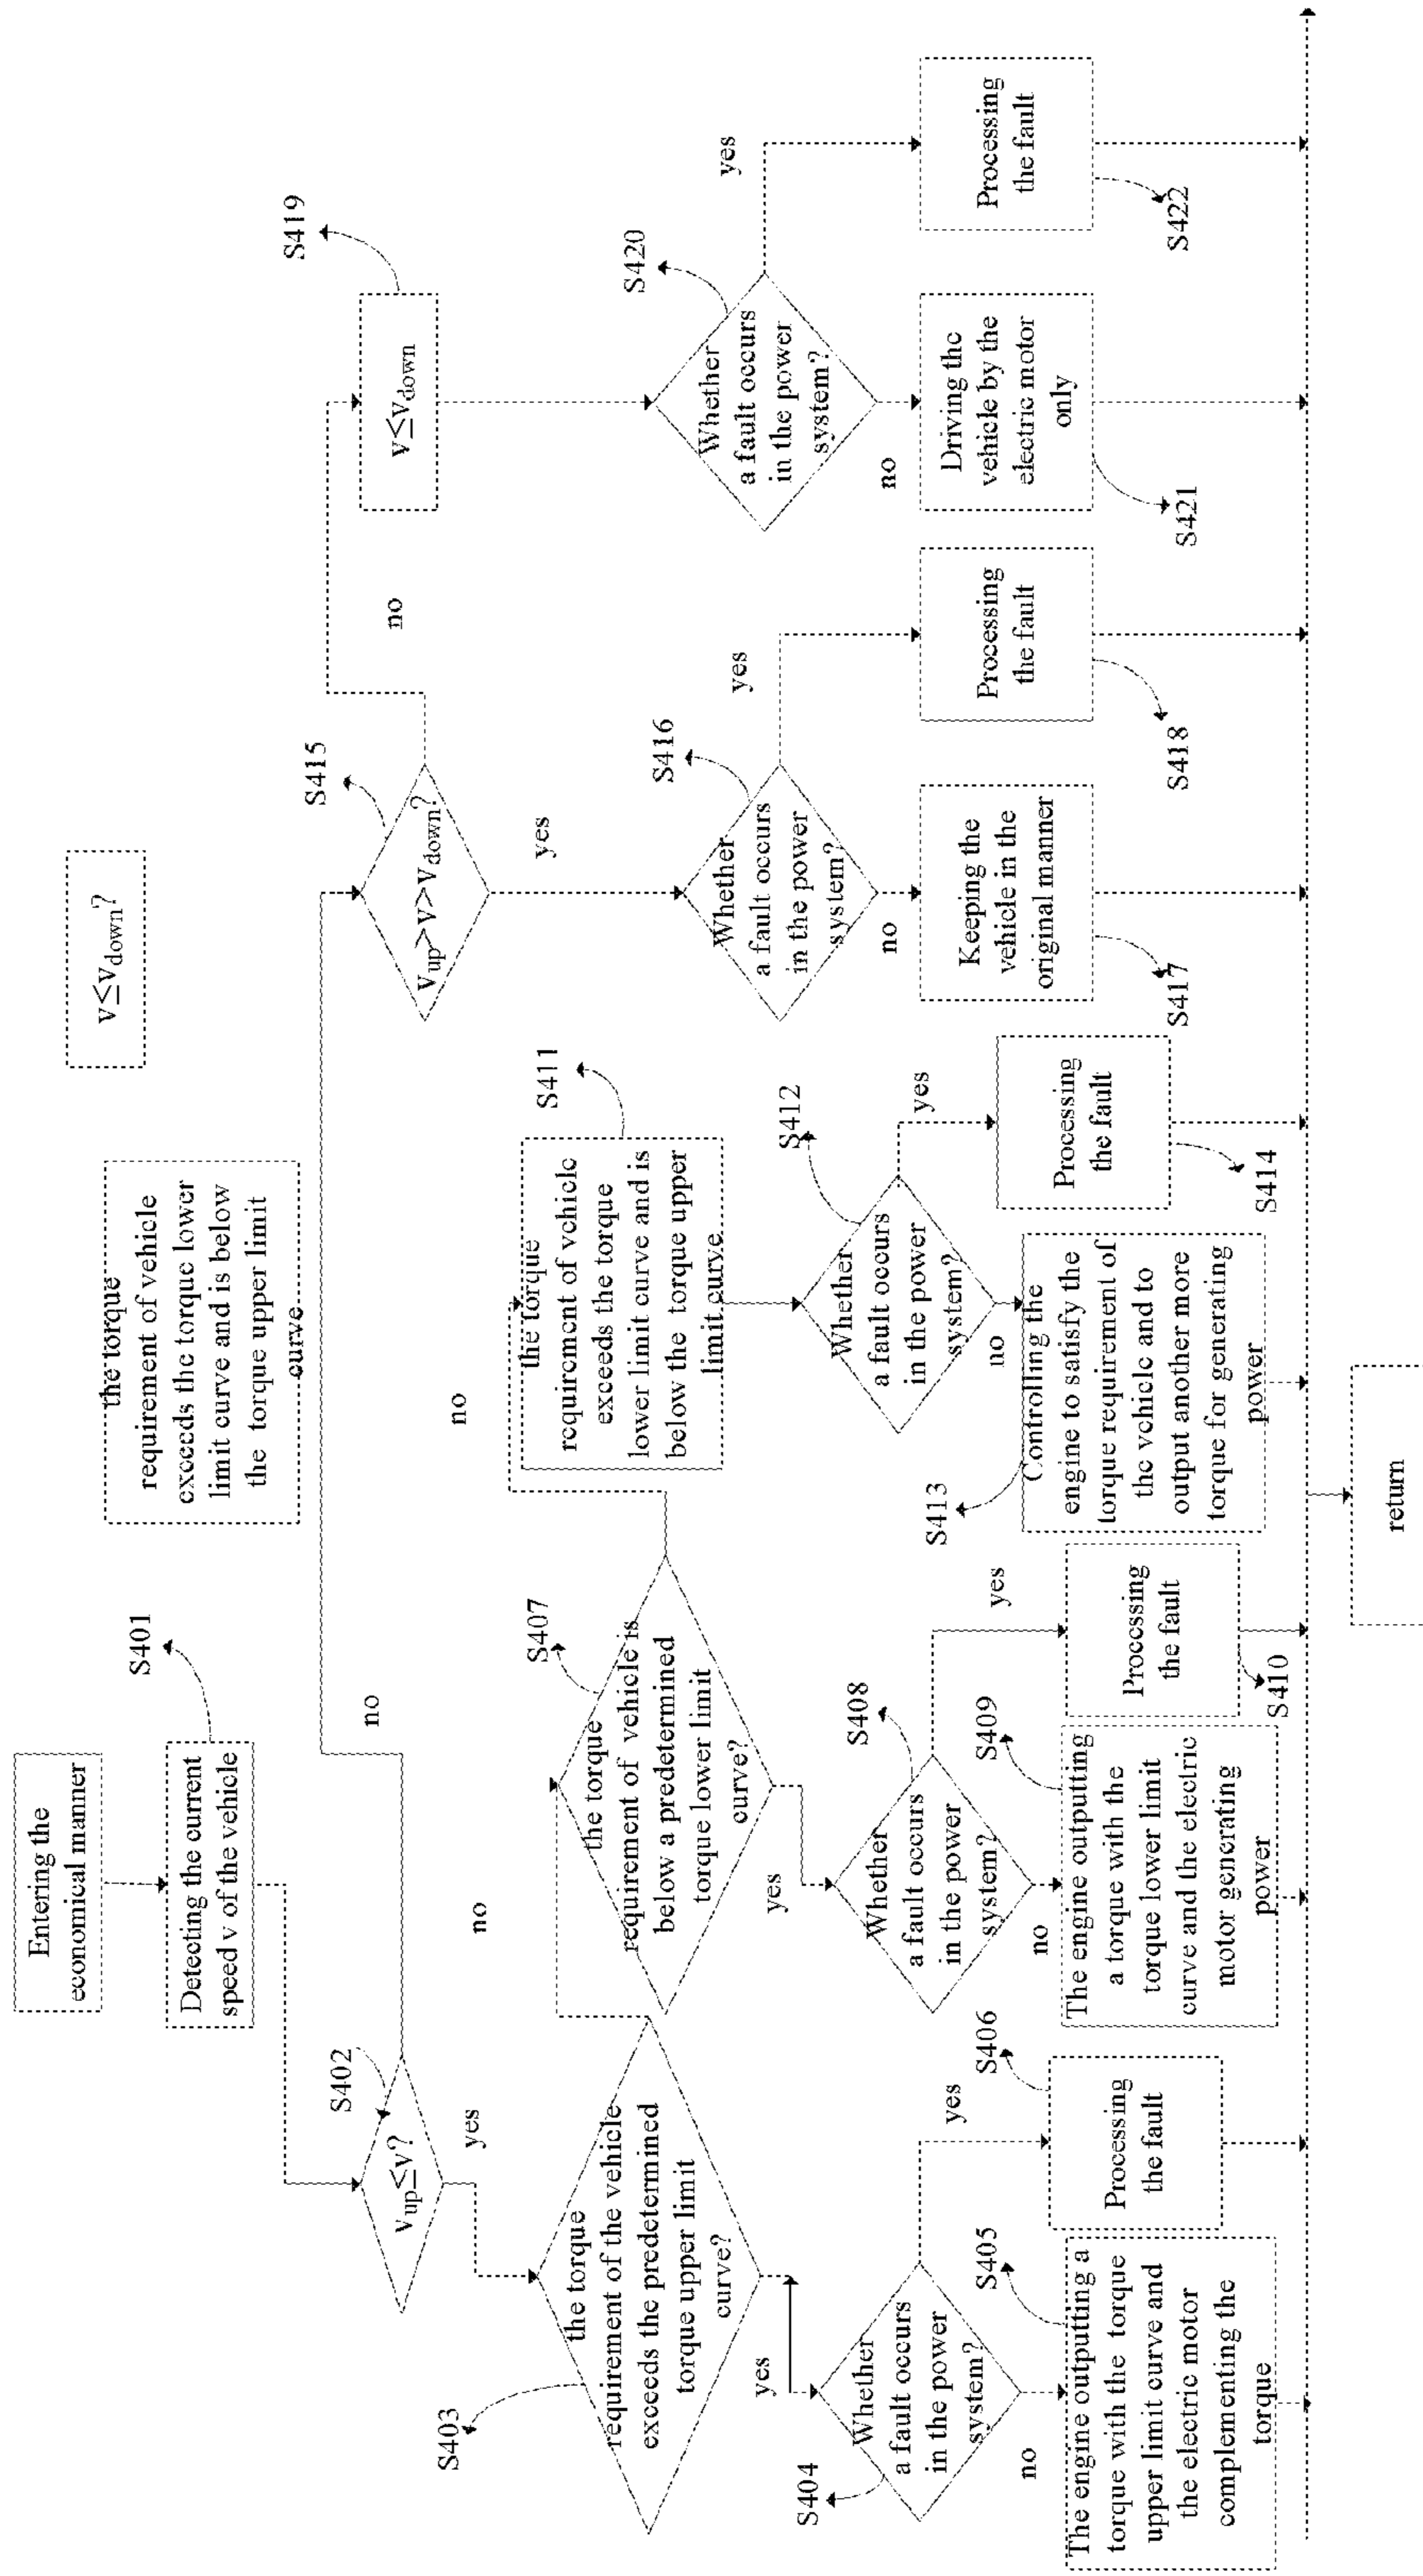 Entering the
economical manner
S401
Detecting the current
speed v of the vehicle
the torque
requirement of vehicle
exceeds the torque lower
limit curve and is below
the torque upper limit
curve
v≤vdown?
S402
vup≤v?
no
yes
S415
vup>v>vdown?
no
yes
S419
v≤vdown
S403
the torque
requirement of the vehicle
exceeds the predetermined
torque upper limit
curve?
no
yes
S407
the torque
requirement of vehicle is
below a predetermined
torque lower limit
curve?
no
yes
S411
the torque
requirement of vehicle
exceeds the torque
lower limit curve and is
below the torque upper
limit curve
S404
Whether
a fault occurs
in the power
system?
yes
no
S408
Whether
a fault occurs
in the power
system?
yes
no
S412
Whether
a fault occurs
in the power
system?
yes
no
S416
Whether
a fault occurs
in the power
system?
yes
no
S420
Whether
a fault occurs
in the power
system?
yes
no
S405
The engine outputing a
torque with the torque
upper limit curve and
the electric motor
complementing the
torque
S406
Processing
the fault
S409
The engine outputting
a torque with the
torque lower limit
curve and the electric
motor generating
power
Processing
the fault
S410
S413
Controlling the
engine to satisfy the
torque requirement of
the vehicle and to
output another more
torque for generating
power
Processing
the fault
S414
Keeping the
vehicle in the
original manner
S417
Processing
the fault
S418
Driving the
vehicle by the
electric motor
only
S421
Processing
the fault
S422
return